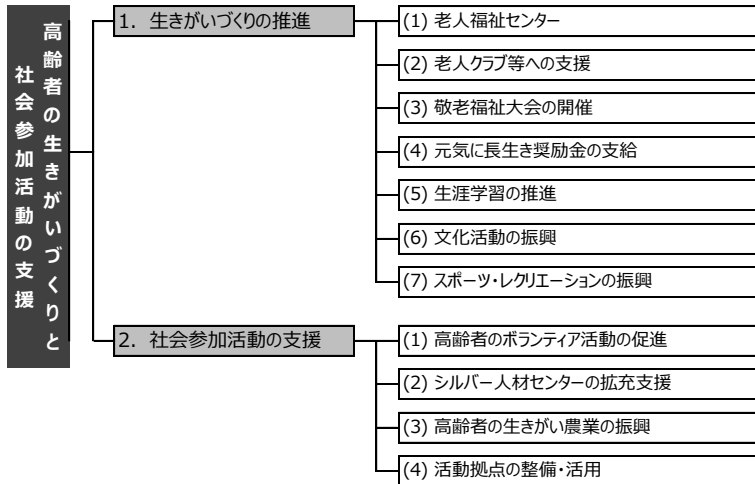 高齢者の生きがいづくりと
社会参加活動の支援
1. 生きがいづくりの推進
(1) 老人福祉センター
(2) 老人クラブ等への支援
(3) 敬老福祉大会の開催
(4) 元気に長生き奨励金の支給
(5) 生涯学習の推進
(6) 文化活動の振興
(7) スポーツ・レクリエーションの振興
2. 社会参加活動の支援
(1) 高齢者のボランティア活動の促進
(2) シルバー人材センターの拡充支援
(3) 高齢者の生きがい農業の振興
(4) 活動拠点の整備・活用